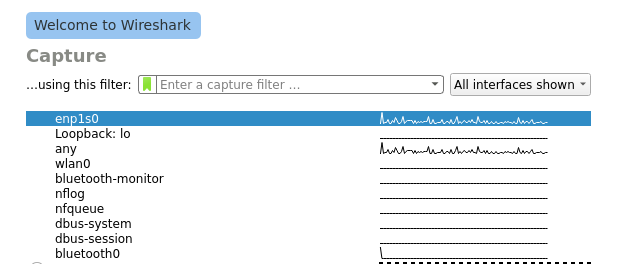 Welcome to Wireshark
Capture
...using this filter: Enter a capture filter ... All interfaces shown
enp1s0
Loopback: lo
any
wlan0
bluetooth-monitor
nflog
nfqueue
dbus-system
dbus-session
bluetooth0